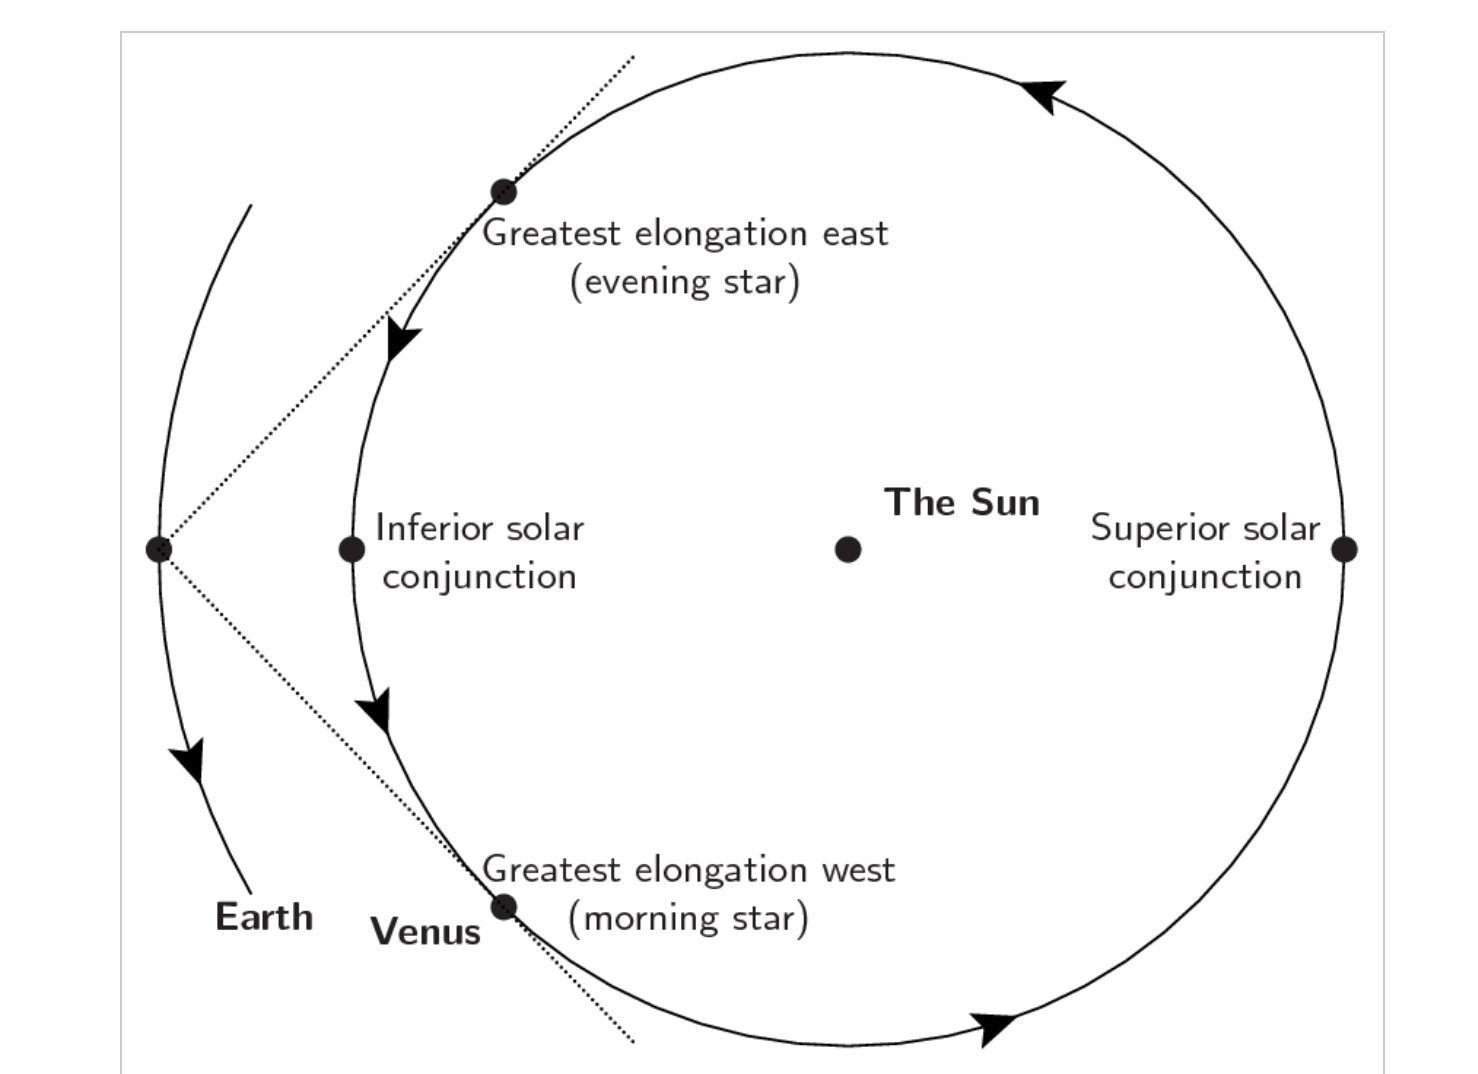 Greatest elongation east
(evening star)
The Sun
Inferior solar
conjunction
Superior solar
conjunction
Greatest elongation west
(morning star)
Earth
Venus